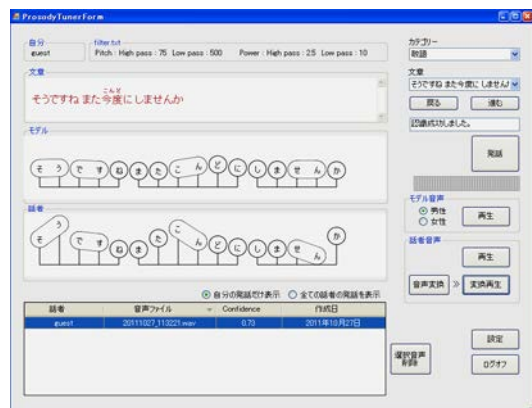 ProsodyTunerForm
自分
guest
filter.txt
Pitch : High pass : 75 Low pass : 500 Power : High pass : 25 Low pass : 10
カテゴリー
敬語
文章
こんど
そうですね また今度にしませんか
文章
そうですね また今度に しません
戻る
進む
認識成功しました。
発話
モデル
そうですねまたこんどにしませんか
モデル音声
男性
女性
再生
話者
そうですねまたこんどにしませんか
話者音声
再生
音声変換
≫
変換再生
自分の発話だけ表示 全ての話者の発話を表示
話者 音声ファイル Confidence 作成日
guest 20111027_113221.wav 0.73 2011年10月27日
選択音声
削除
設定
ログオフ